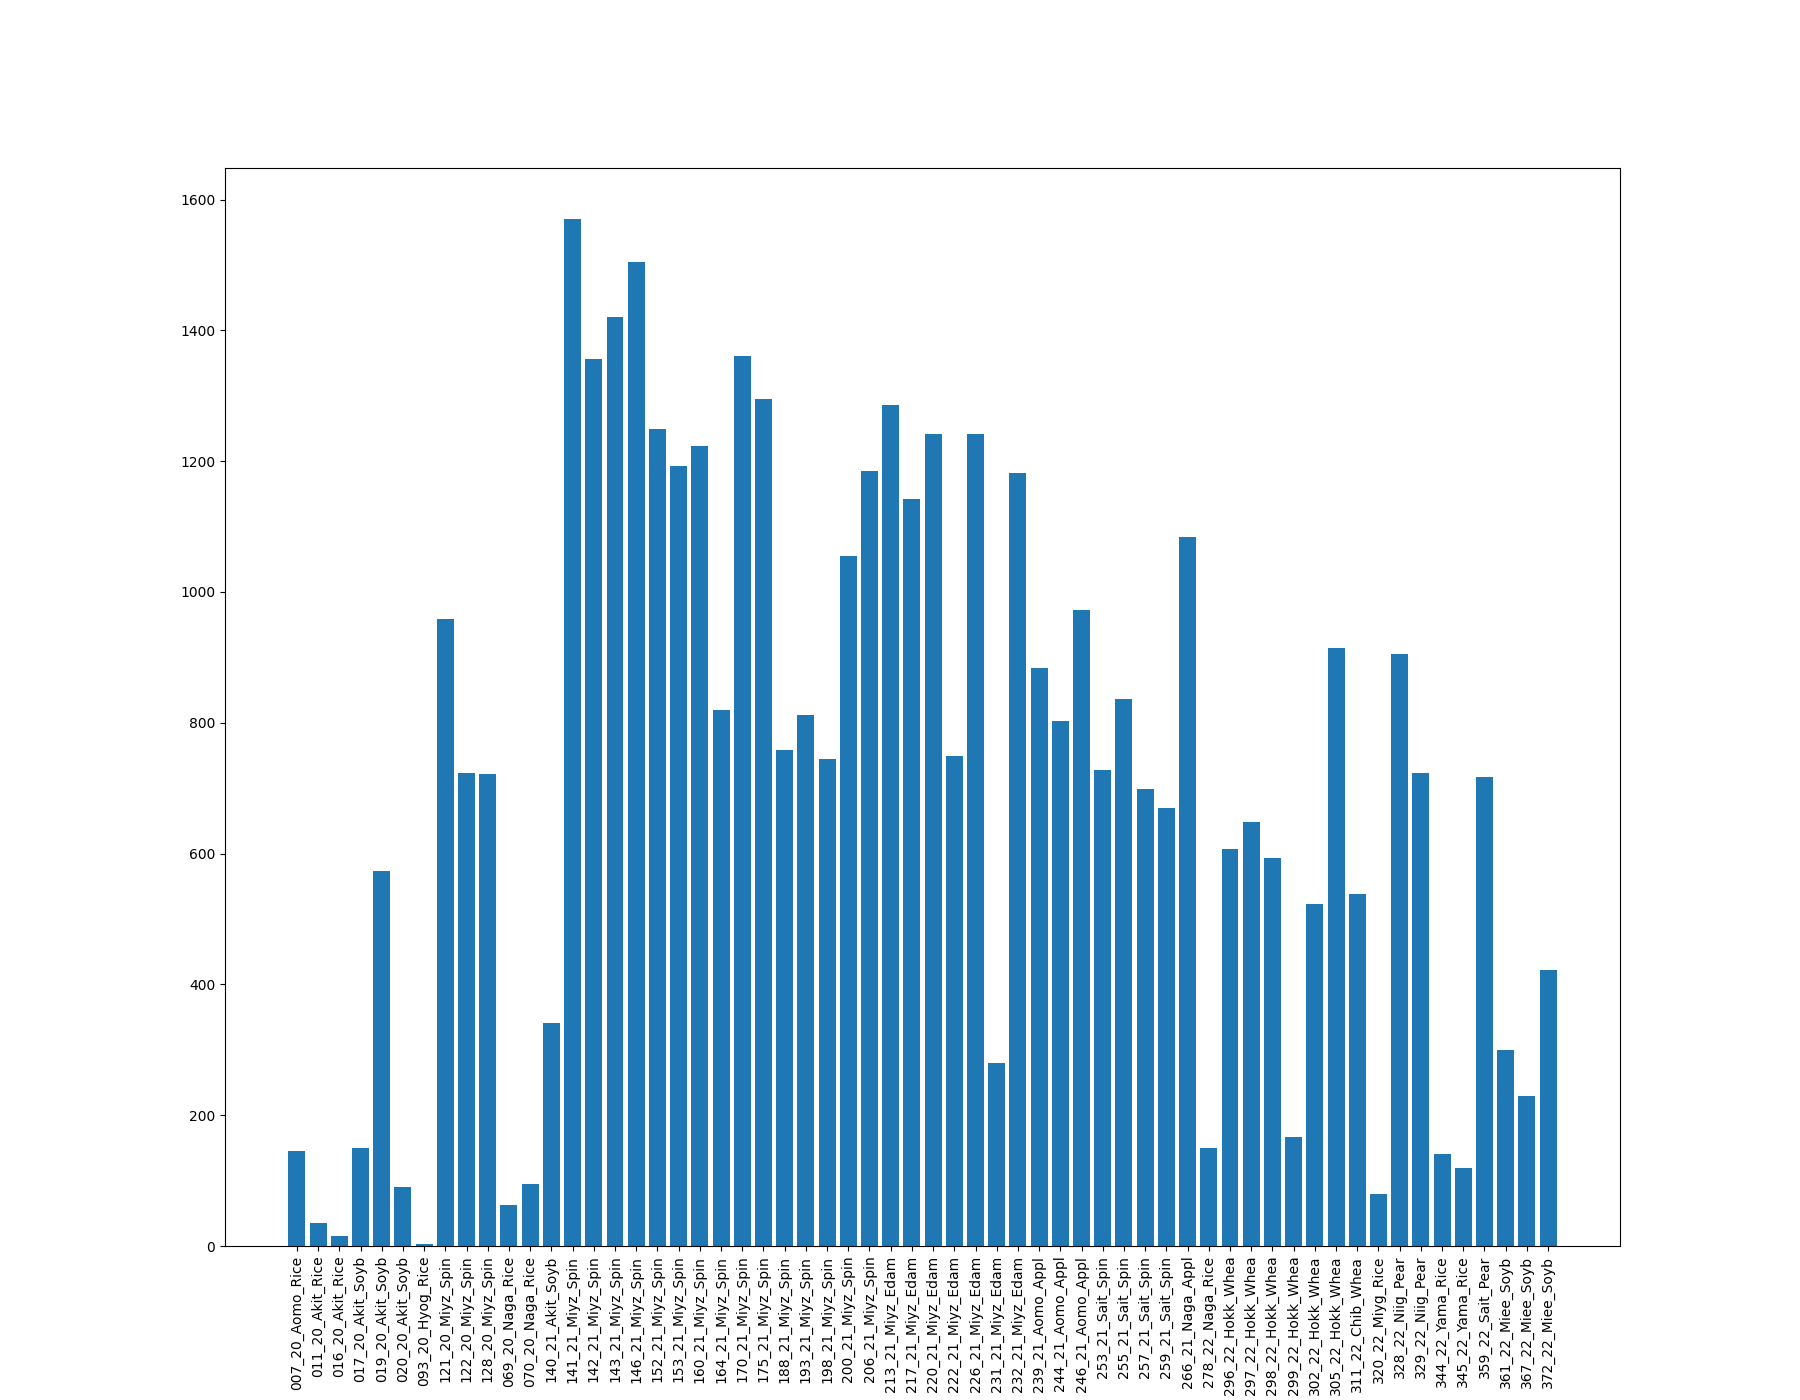 1600
1400
1200
1000
800
600
400
200
0
007_20_Aomo_Rice
011_20_Akit_Rice
016_20_Akit_Rice
017_20_Akit_Soyb
019_20_Akit_Soyb
020_20_Akit_Soyb
093_20_Hyog_Rice
121_20_Miyz_Spin
122_20_Miyz_Spin
128_20_Miyz_Spin
069_20_Naga_Rice
070_20_Naga_Rice
140_21_Akit_Soyb
141_21_Miyz_Spin
142_21_Miyz_Spin
143_21_Miyz_Spin
146_21_Miyz_Spin
152_21_Miyz_Spin
153_21_Miyz_Spin
160_21_Miyz_Spin
164_21_Miyz_Spin
170_21_Miyz_Spin
175_21_Miyz_Spin
188_21_Miyz_Spin
193_21_Miyz_Spin
198_21_Miyz_Spin
200_21_Miyz_Spin
206_21_Miyz_Spin
213_21_Miyz_Edam
217_21_Miyz_Edam
220_21_Miyz_Edam
222_21_Miyz_Edam
226_21_Miyz_Edam
231_21_Miyz_Edam
232_21_Miyz_Edam
239_21_Aomo_Appl
244_21_Aomo_Appl
246_21_Aomo_Appl
253_21_Sait_Spin
255_21_Sait_Spin
257_21_Sait_Spin
259_21_Sait_Spin
266_21_Naga_Appl
278_22_Naga_Rice
296_22_Hokk_Whea
297_22_Hokk_Whea
298_22_Hokk_Whea
299_22_Hokk_Whea
302_22_Hokk_Whea
305_22_Hokk_Whea
311_22_Chib_Whea
320_22_Miyg_Rice
328_22_Niig_Pear
329_22_Niig_Pear
344_22_Yama_Rice
345_22_Yama_Rice
359_22_Sait_Pear
361_22_Miee_Soyb
367_22_Miee_Soyb
372_22_Miee_Soyb